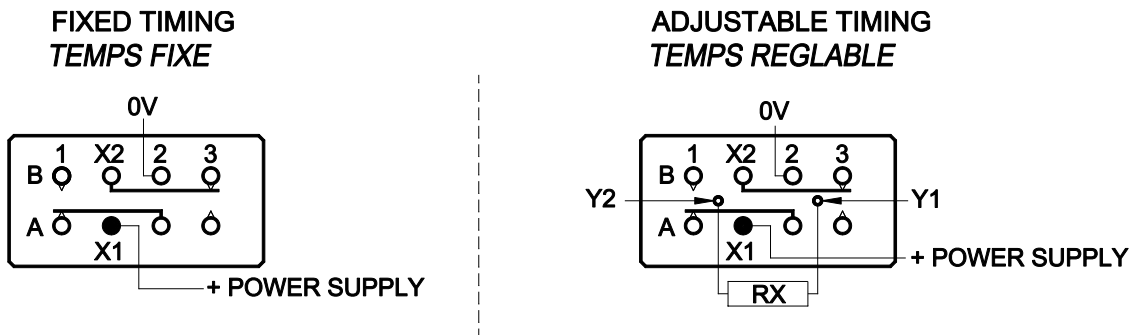 FIXED TIMING
TEMPS FIXE
0V
1 X2 2 3
B
A
X1
+ POWER SUPPLY
ADJUSTABLE TIMING
TEMPS REGLABLE
0V
1 X2 2 3
B
Y2
Y1
A
X1
+ POWER SUPPLY
RX